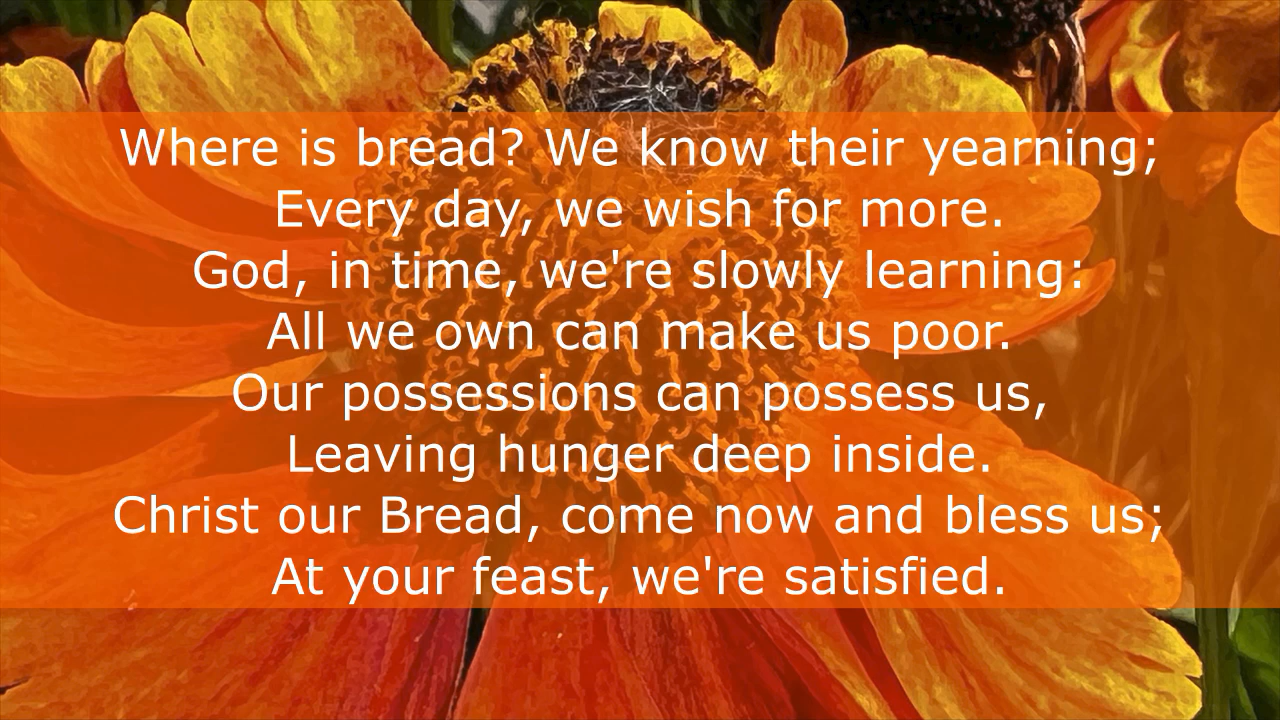 Where is bread? We know their yearning;
Every day, we wish for more.
God, in time, we're slowly learning:
All we own can make us poor.
Our possessions can possess us,
Leaving hunger deep inside.
Christ our Bread, come now and bless us;
At your feast, we're satisfied.